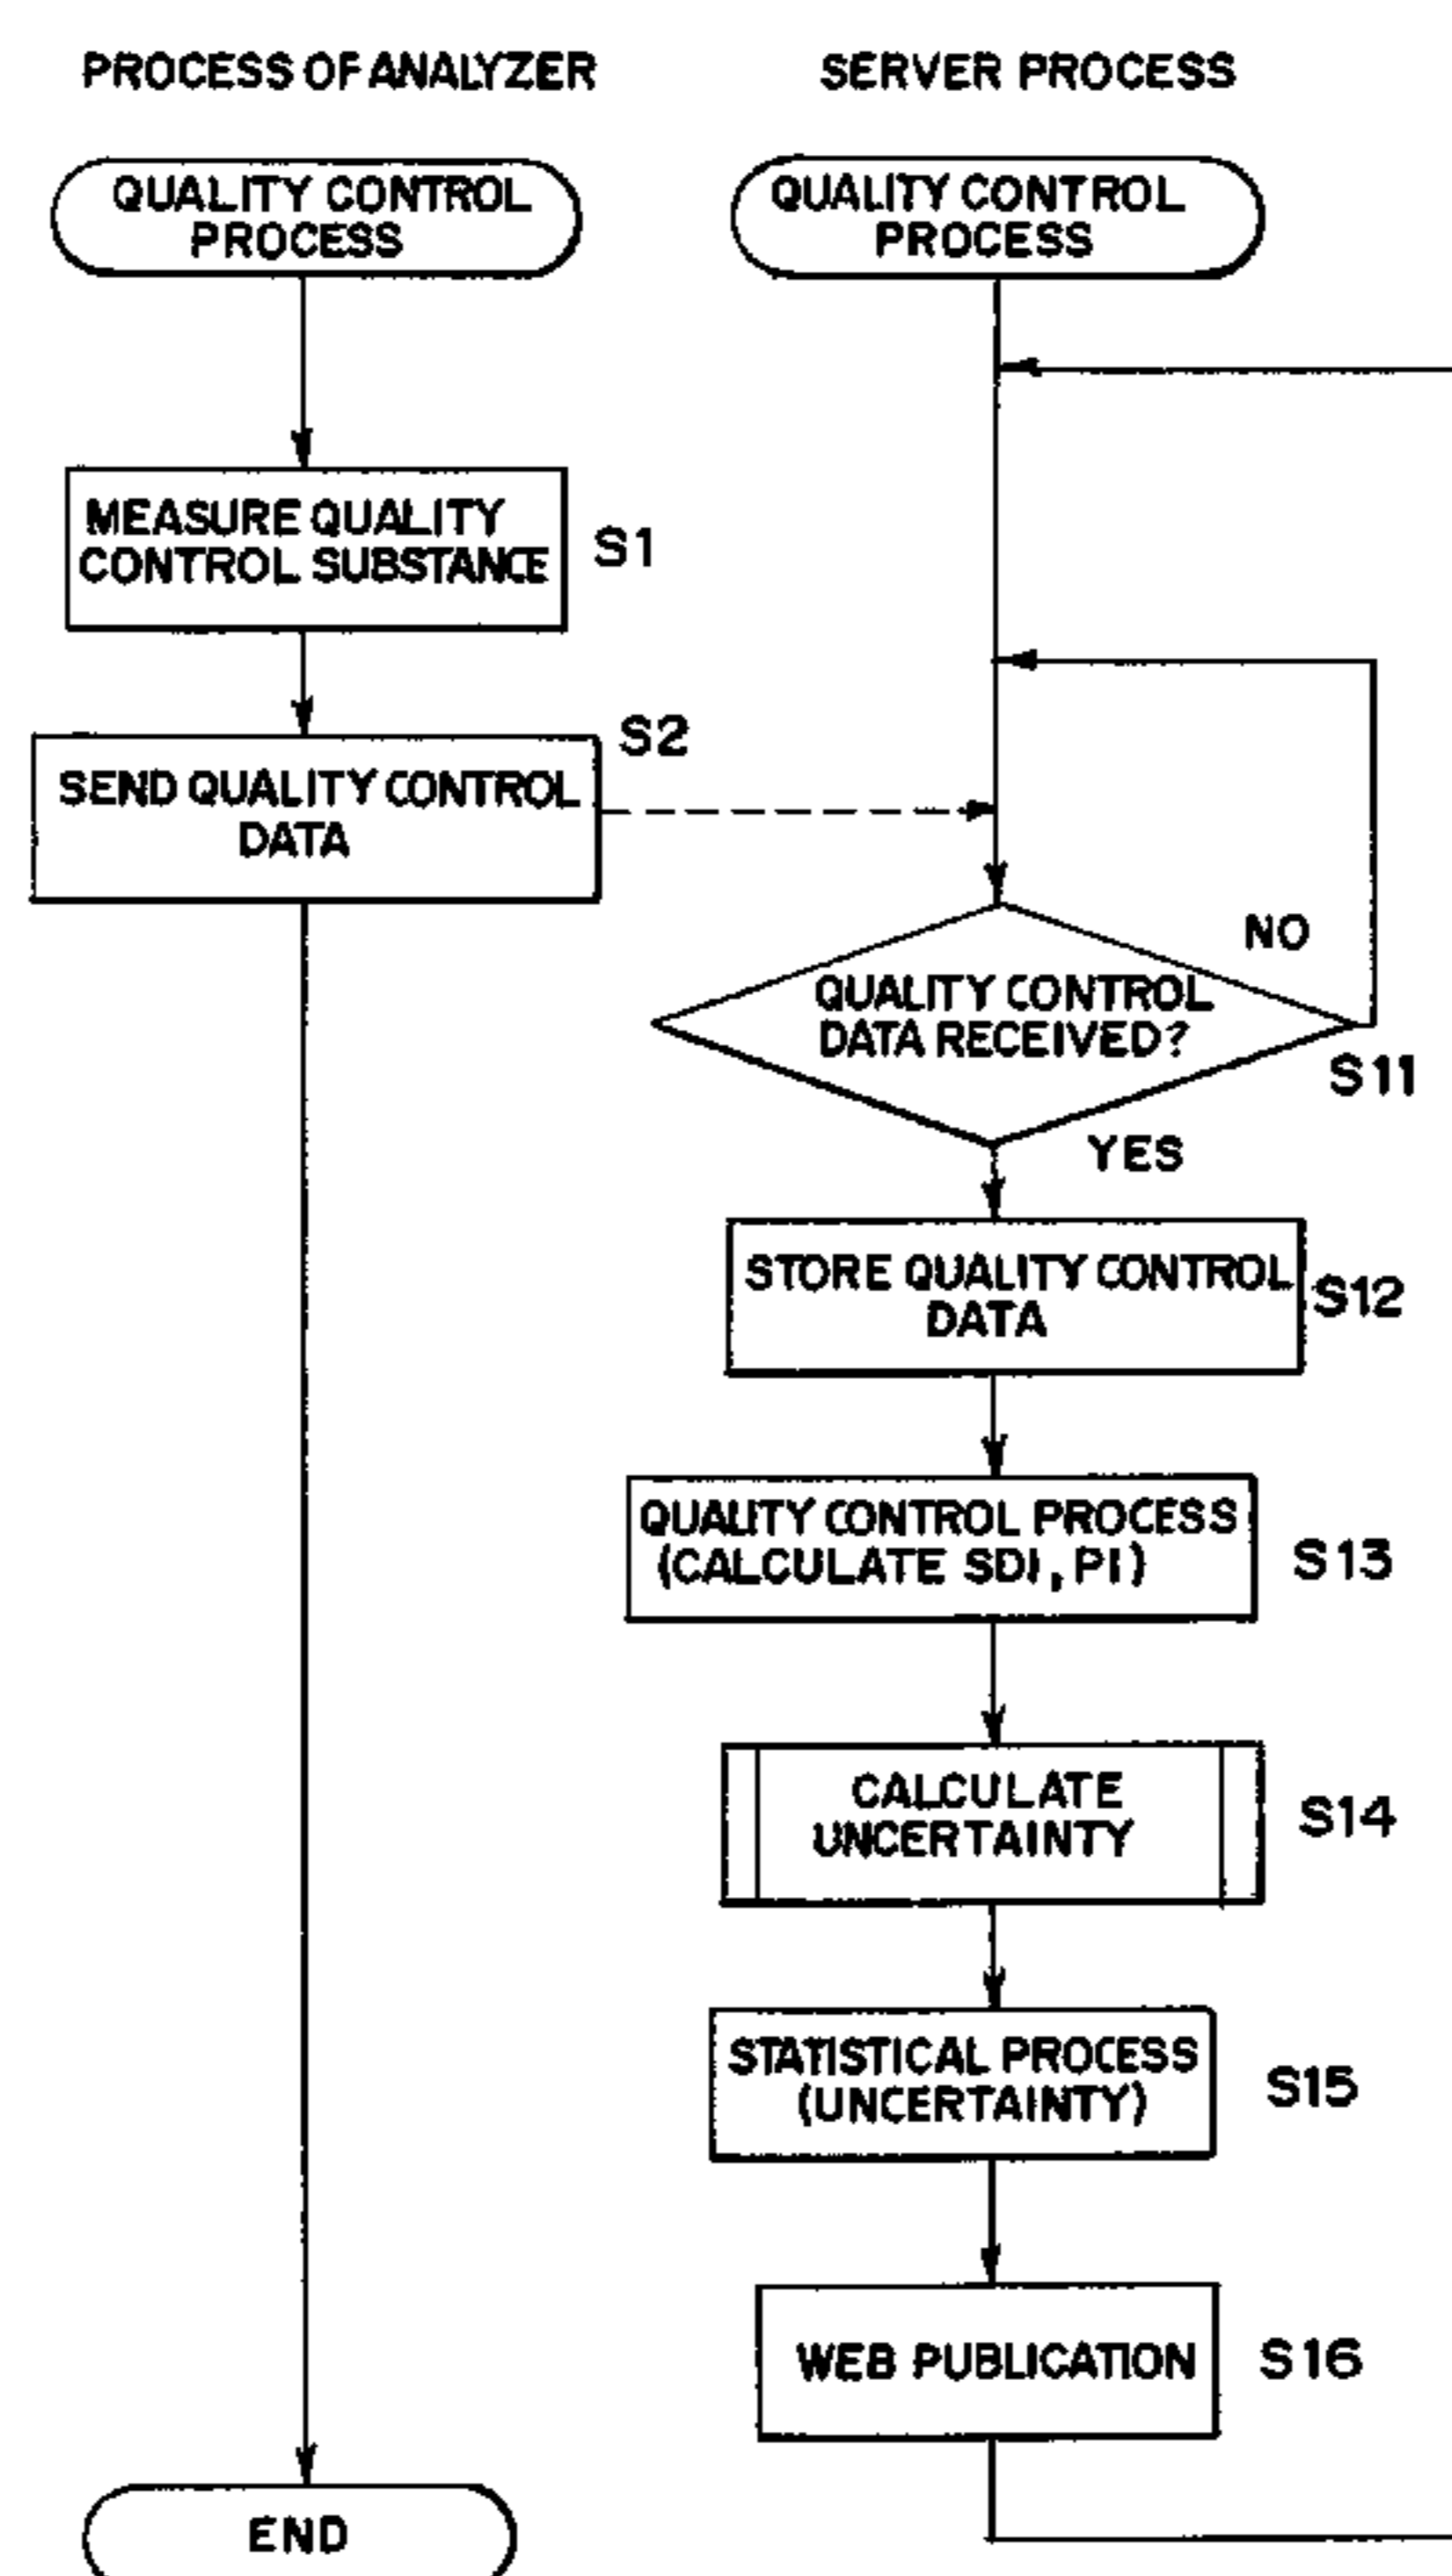 PROCESS OF ANALYZER
QUALITY CONTROL
PROCESS
MEASURE QUALITY
CONTROL SUBSTANCE
S1
S2
SEND QUALITY CONTROL
DATA
END
SERVER PROCESS
QUALITY CONTROL
PROCESS
NO
QUALITY CONTROL
DATA RECEIVED?
S11
YES
STORE QUALITY CONTROL
DATA
S12
QUALITY CONTROL PROCESS
(CALCULATE SDI, PI)
S13
CALCULATE
UNCERTAINTY
S14
STATISTICAL PROCESS
(UNCERTAINTY)
S15
WEB PUBLICATION
S16